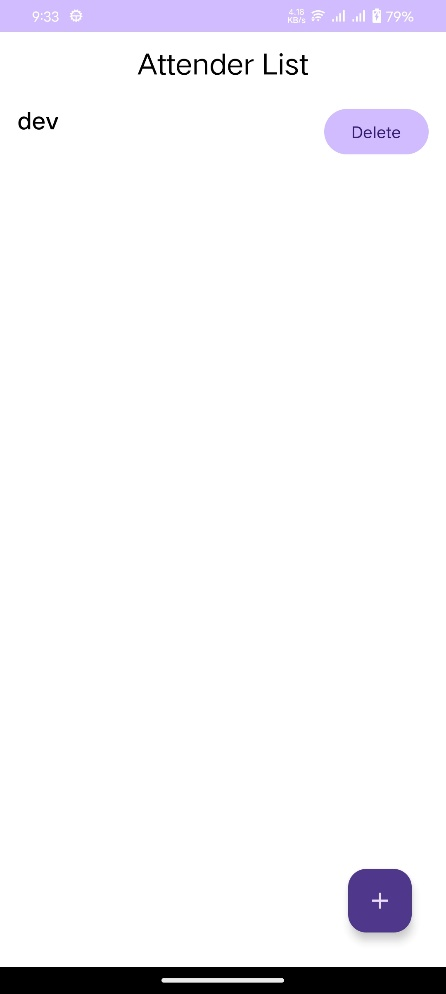 9:33
4.18
KB/s
79%
Attender List
dev
Delete
+